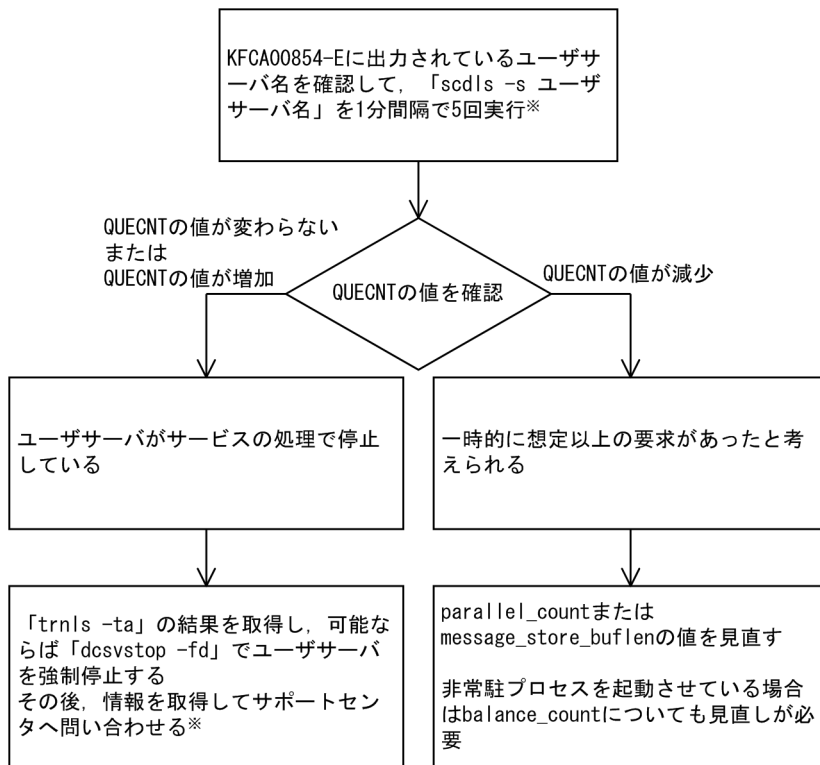 KFCA00854-Eに出力されているユーザサ
ーバ名を確認して，「scdls -s ユーザ
サーバ名」を1分間隔で5回実行※
QUECNTの値が変わらない
または
QUECNTの値が増加
QUECNTの値を確認
QUECNTの値が減少
ユーザサーバがサービスの処理で停止
している
一時的に想定以上の要求があったと考
えられる
「trnls -ta」の結果を取得し，可能な
らば「dcsvstop -fd」でユーザサーバ
を強制停止する
その後，情報を取得してサポートセン
タへ問い合わせる※
parallel_countまたは
message_store_buflenの値を見直す
非常駐プロセスを起動させている場合
はbalance_countについても見直しが必
要